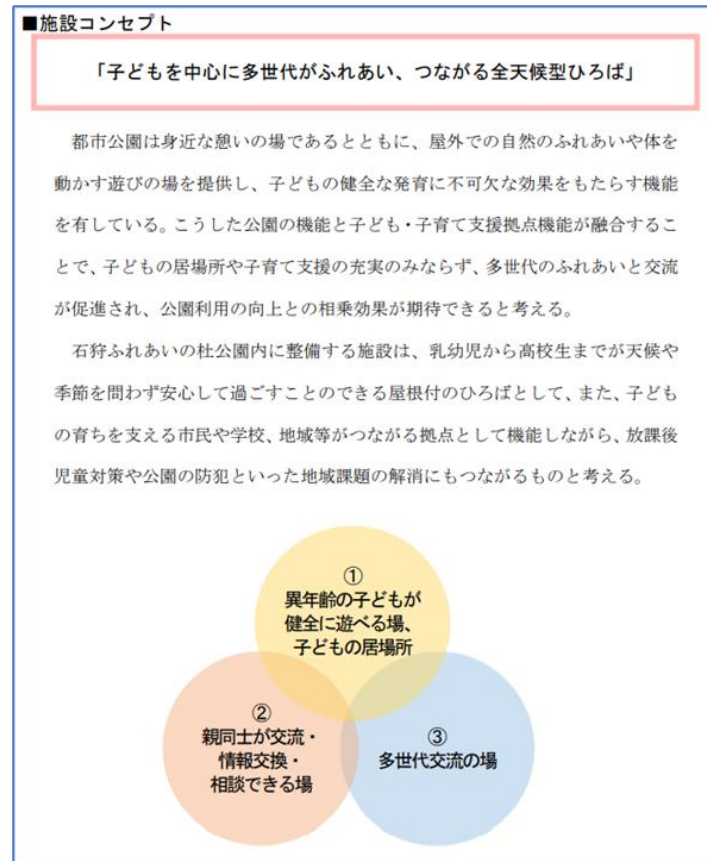 ■施設コンセプト
「子どもを中心に多世代がふれあい、つながる全天候型ひろば」
都市公園は身近な憩いの場であるとともに、屋外での自然のふれあいや体を
動かす遊びの場を提供し、子どもの健全な発育に不可欠な効果をもたらす機能
を有している。こうした公園の機能と子ども・子育て支援拠点機能が融合するこ
とで、子どもの居場所や子育て支援の充実のみならず、多世代のふれあいと交流
が促進され、公園利用の向上との相乗効果が期待できると考える。
石狩ふれあいの杜公園内に整備する施設は、乳幼児から高校生までが天候や
季節を問わず安心して過ごすことのできる屋根付のひろばとして、また、子ども
の育ちを支える市民や学校、地域等がつながる拠点として機能しながら、放課後
児童対策や公園の防犯といった地域課題の解消にもつながるものと考える。
①
異年齢の子どもが
健全に遊べる場、
子どもの居場所
②
親同士が交流・
情報交換・
相談できる場
③
多世代交流の場